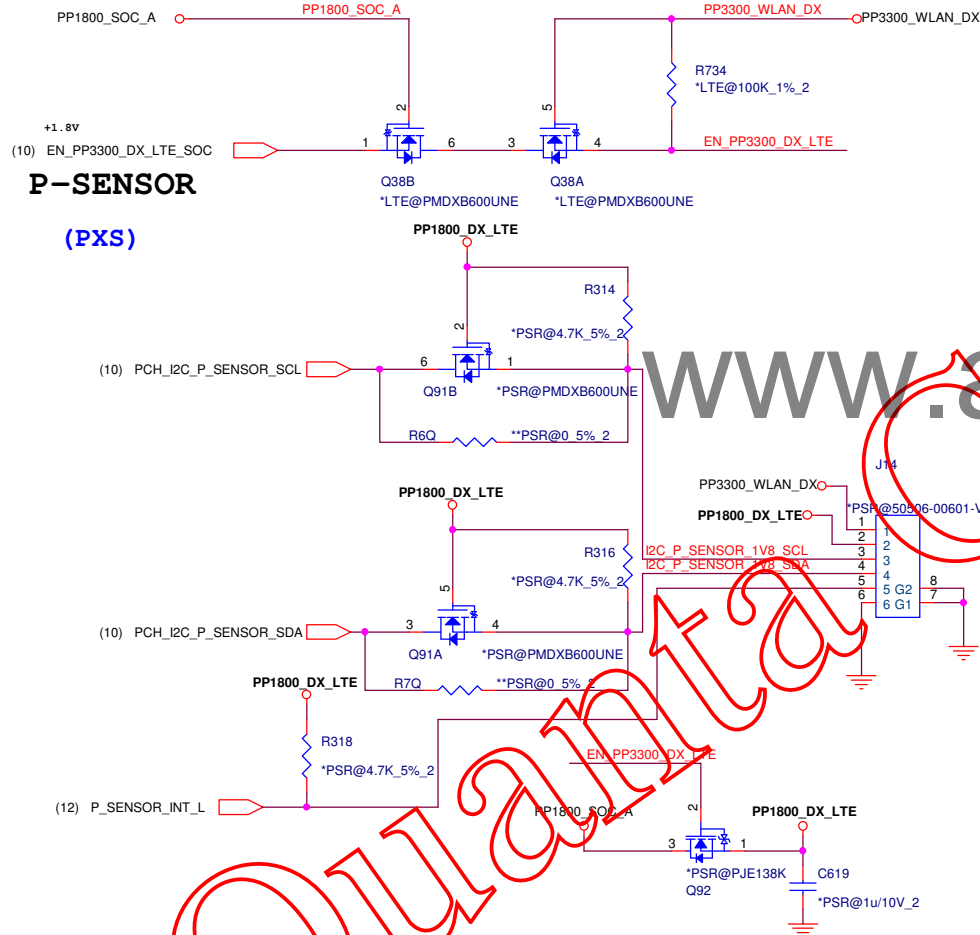 PP1800_SOC_A
PP1800_SOC_A
PP3300_WLAN_DX
PP3300_WLAN_DX
R734
*LTE@100K_1%_2
2
5
+1.8V
(10) EN_PP3300_DX_LTE_SOC
1
6
3
4
EN_PP3300_DX_LTE
Q38B
*LTE@PMDXB600UNE
Q38A
*LTE@PMDXB600UNE
P-SENSOR
(PXS)
PP1800_DX_LTE
R314
*PSR@4.7K_5%_2
2
(10) PCH_I2C_P_SENSOR_SCL
6
1
Q91B
*PSR@PMDXB600UNE
R6Q
**PSR@0_5%_2
www.a
PP1800_DX_LTE
R316
*PSR@4.7K_5%_2
5
(10) PCH_I2C_P_SENSOR_SDA
3
4
Q91A
*PSR@PMDXB600UNE
R7Q
**PSR@0_5%_2
J14
PP3300_WLAN_DX
*PSR@50506-00601-V
PP1800_DX_LTE
I2C_P_SENSOR_1V8_SCL
I2C_P_SENSOR_1V8_SDA
1 1
2 2
3 3
4 4
5 5 G2 8
6 6 G1 7
PP1800_DX_LTE
R318
*PSR@4.7K_5%_2
(12) P_SENSOR_INT_L
EN_PP3300_DX_LTE
PP1800_SOC_A
2
3
1
PP1800_DX_LTE
*PSR@PJE138K
Q92
C619
*PSR@1u/10V_2
Quanta